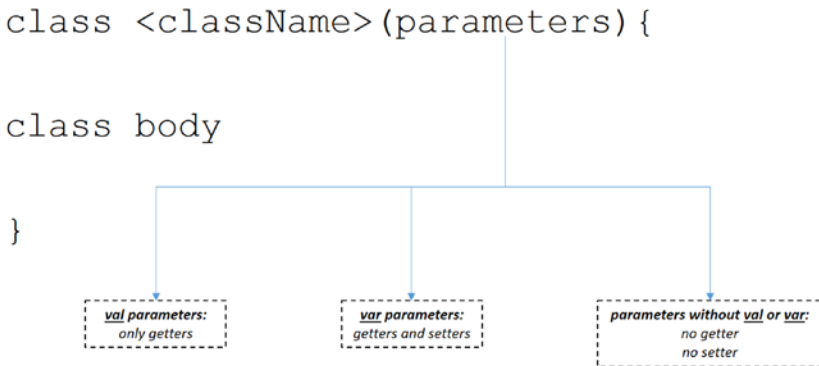 class <className>(parameters){
class body
}
val parameters:
only getters
var parameters:
getters and setters
parameters without val or var:
no getter
no setter